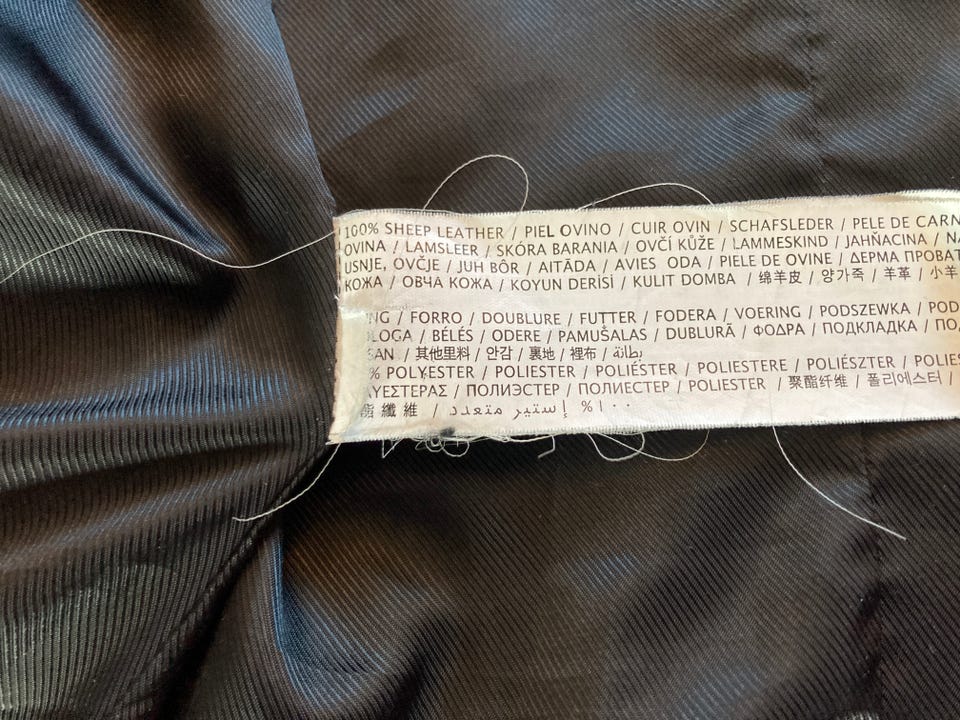 100% SHEEP LEATHER / PIEL OVINO / CUIR OVIN / SCHAFSLEDER / PELE DE CARN
OVINA / LAMSLEER / SKÓRA BARANIA / OVČÍ KŮŽE / LAMMESKIND / JAHŇACINA / NA
USNJE, OVČJE / JUH BŐR / AITĀDA / AVIES ODA / PIELE DE OVINE / ΔΕΡΜΑ ΠΡΟΒΑΤ
КОЖА / ОВЧА КОЖА / KOYUN DERİSİ / KULIT DOMBA / 绵羊皮 / 양가죽 / 羊革 / 小羊
NG / FORRO / DOUBLURE / FUTTER / FODERA / VOERING / PODSZEWKA / POD
LOGA / BÉLÉS / ODERE / PAMUŠALAS / DUBLURĂ / ΦΟΔΡΑ / ПОДКЛАДКА / ПО
SAN / 其他里料 / 안감 / 裏地 / 裡布 / بطانة
% POLYESTER / POLIESTER / POLIÉSTER / POLIESTERE / POLIÉSZTER / POLIES
ΥΕΣΤΕΡΑΣ / ПОЛИЭСТЕР / ПОЛИЕСТЕР / POLIESTER / 聚酯纤维 / 폴리에스터 /
酯纖維 / إستير متعدد %١٠٠